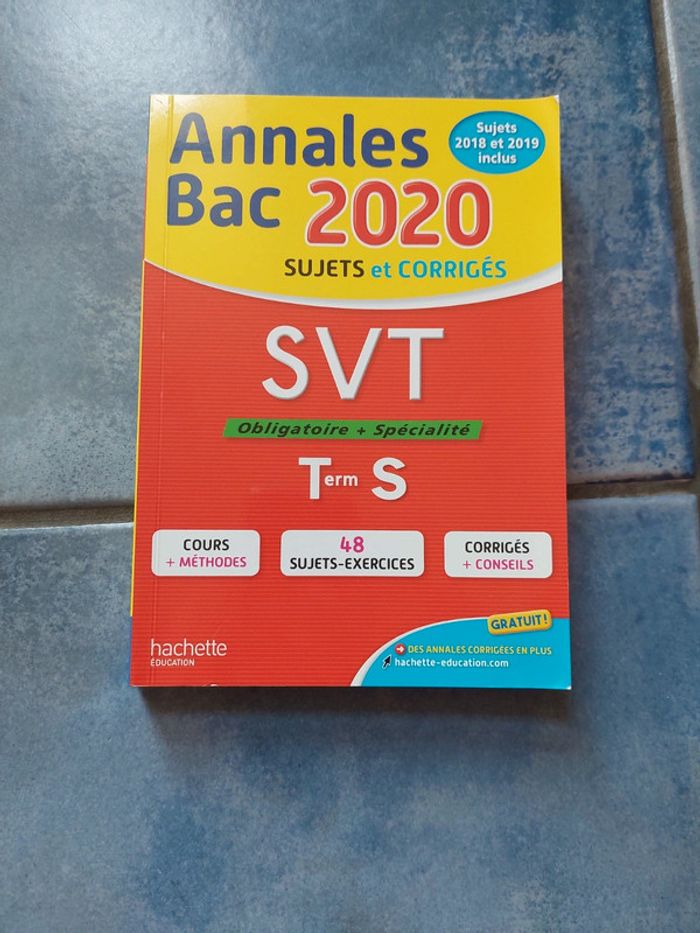 Annales
Bac 2020
Sujets
2018 et 2019
inclus
SUJETS et CORRIGÉS
SVT
Obligatoire + Spécialité
Term S
COURS
+ MÉTHODES
48
SUJETS-EXERCICES
CORRIGÉS
+ CONSEILS
GRATUIT !
DES ANNALES CORRIGÉES EN PLUS
hachette-education.com
hachette
ÉDUCATION